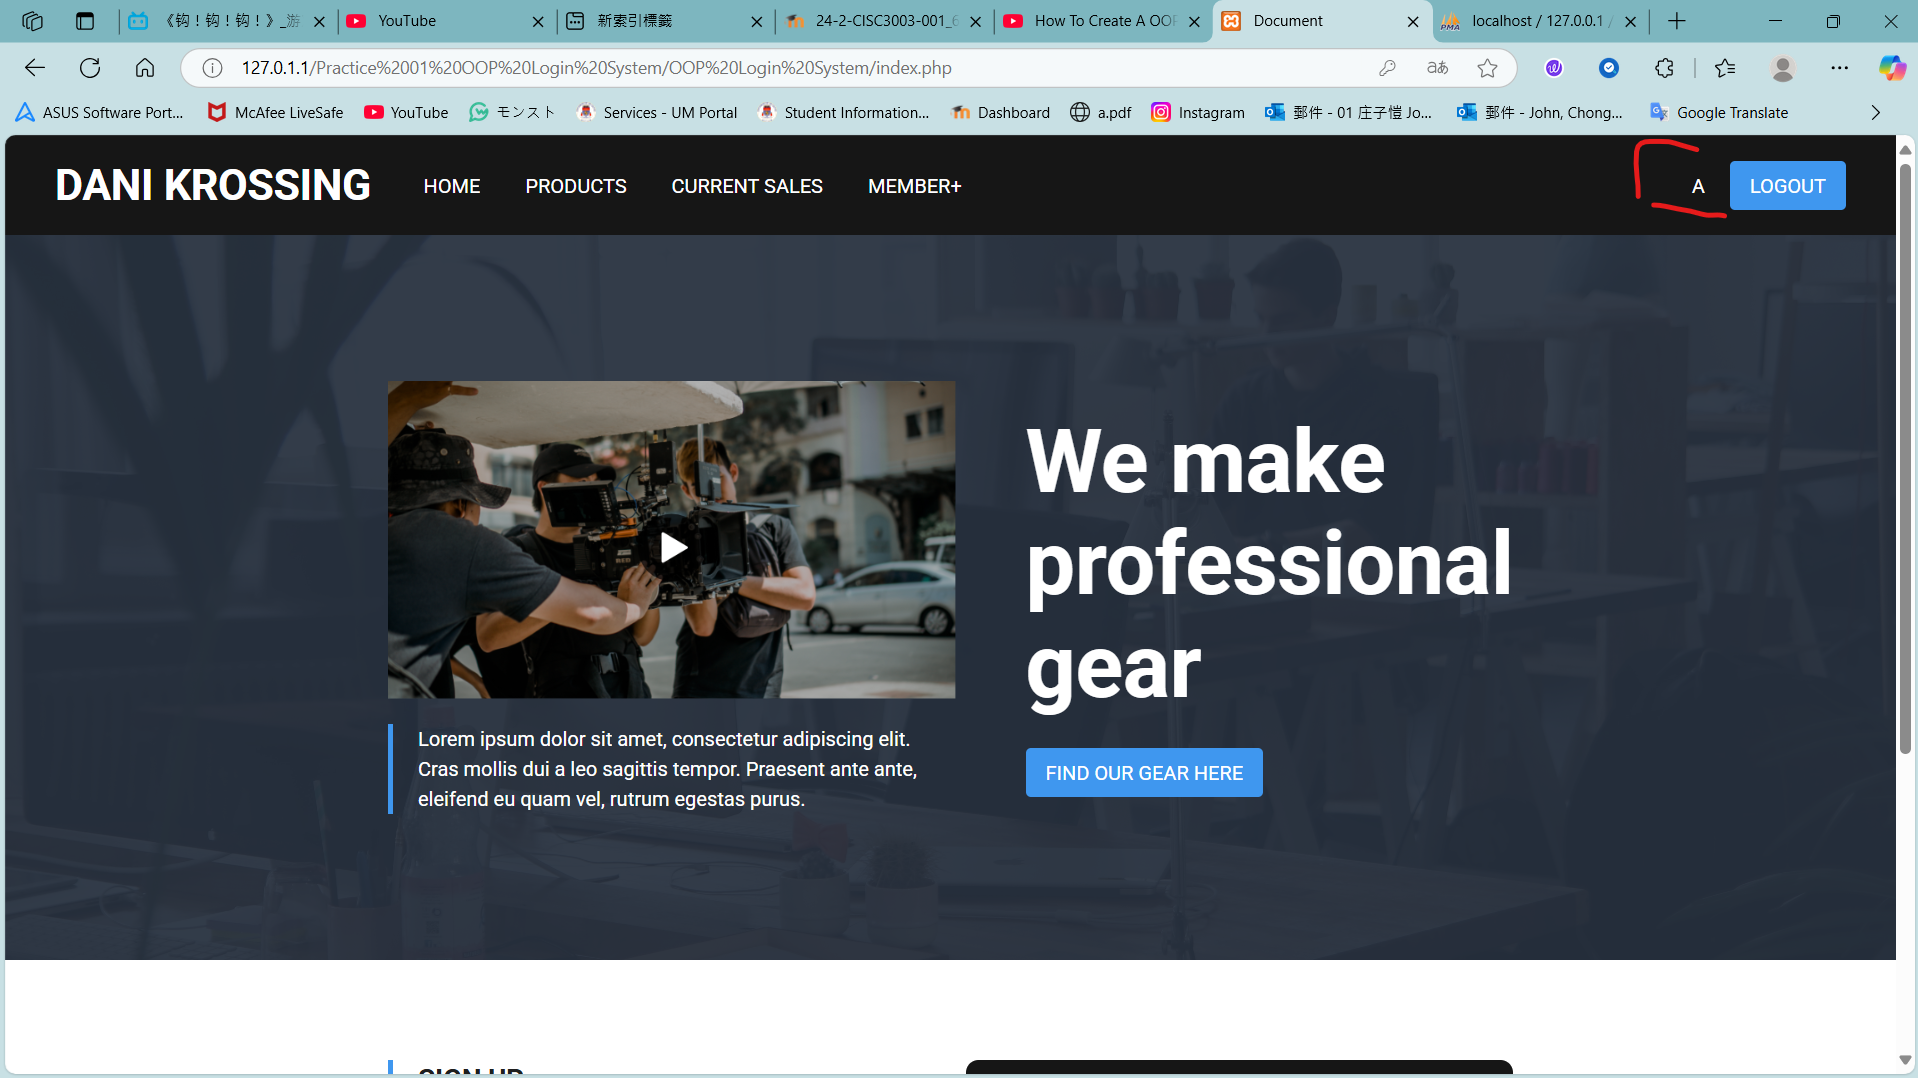 《钩！钩！钩！》_游
YouTube
新索引標籤
24-2-CISC3003-001_6
How To Create A OOP
Document
localhost / 127.0.0.1 /
127.0.1.1/Practice%2001%20OOP%20Login%20System/OOP%20Login%20System/index.php
ASUS Software Port...
McAfee LiveSafe
YouTube
モンスト
Services - UM Portal
Student Information...
Dashboard
a.pdf
Instagram
郵件 - 01 庄子愷 Jo...
郵件 - John, Chong...
Google Translate
DANI KROSSING
HOME
PRODUCTS
CURRENT SALES
MEMBER+
A
LOGOUT
We make
professional
gear
Lorem ipsum dolor sit amet, consectetur adipiscing elit.
Cras mollis dui a leo sagittis tempor. Praesent ante ante,
eleifend eu quam vel, rutrum egestas purus.
FIND OUR GEAR HERE
SIGN UP